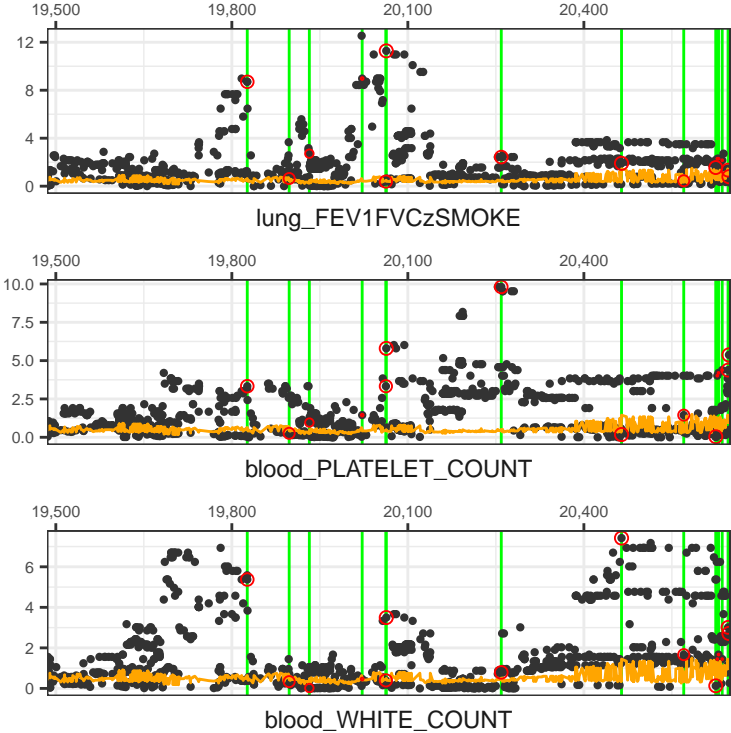 19,500 19,800 20,100 20,400
12
8
4
0
lung_FEV1FVCzSMOKE
19,500 19,800 20,100 20,400
10.0
7.5
5.0
2.5
0.0
blood_PLATELET_COUNT
19,500 19,800 20,100 20,400
6
4
2
0
blood_WHITE_COUNT